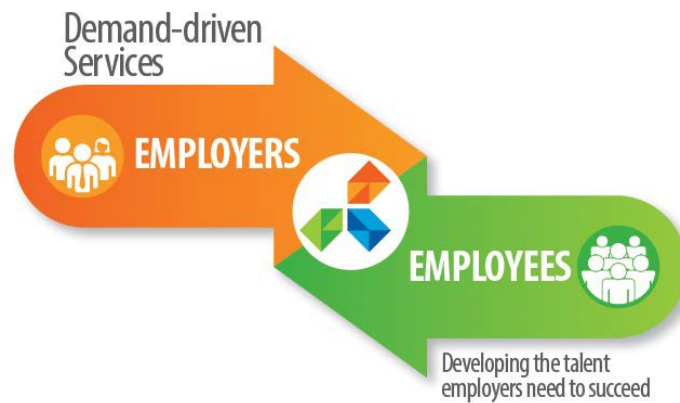 Demand-driven
Services
EMPLOYERS
EMPLOYEES
Developing the talent
employers need to succeed